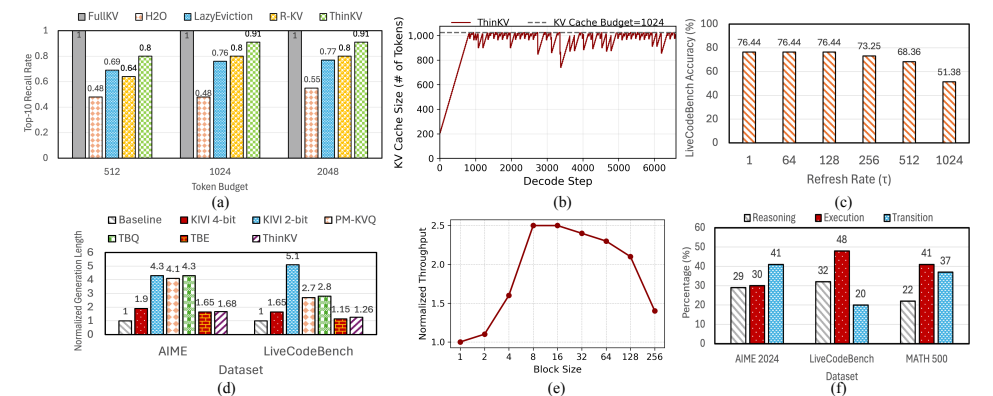 FullKV H2O LazyEviction R-KV ThinKV
Top-10 Recall Rate
1
0.8
0.6
0.4
0.2
0
1 0.48 0.69 0.64 0.8
1 0.48 0.76 0.8 0.91
1 0.55 0.77 0.8 0.91
512 1024 2048
Token Budget
(a)
ThinKV KV Cache Budget=1024
KV Cache Size (# of Tokens)
1,000
800
600
400
200
0
0 1000 2000 3000 4000 5000 6000
Decode Step
(b)
LiveCodeBench Accuracy (%)
100
80
60
40
20
0
76.44 76.44 76.44 73.25 68.36 51.38
1 64 128 256 512 1024
Refresh Rate (τ)
(c)
Baseline KIVI 4-bit KIVI 2-bit PM-KVQ
TBQ TBE ThinKV
Normalized Generation Length
6
5
4
3
2
1
0
1 1.9 4.3 4.1 4.3 1.65 1.68
1 1.65 5.1 2.7 2.8 1.15 1.26
AIME LiveCodeBench
Dataset
(d)
Normalized Throughput
2.5
2.0
1.5
1.0
1 2 4 8 16 32 64 128 256
Block Size
(e)
Reasoning Execution Transition
Percentage (%)
60
50
40
30
20
10
0
29 30 41
32 48 20
22 41 37
AIME 2024 LiveCodeBench MATH 500
Dataset
(f)